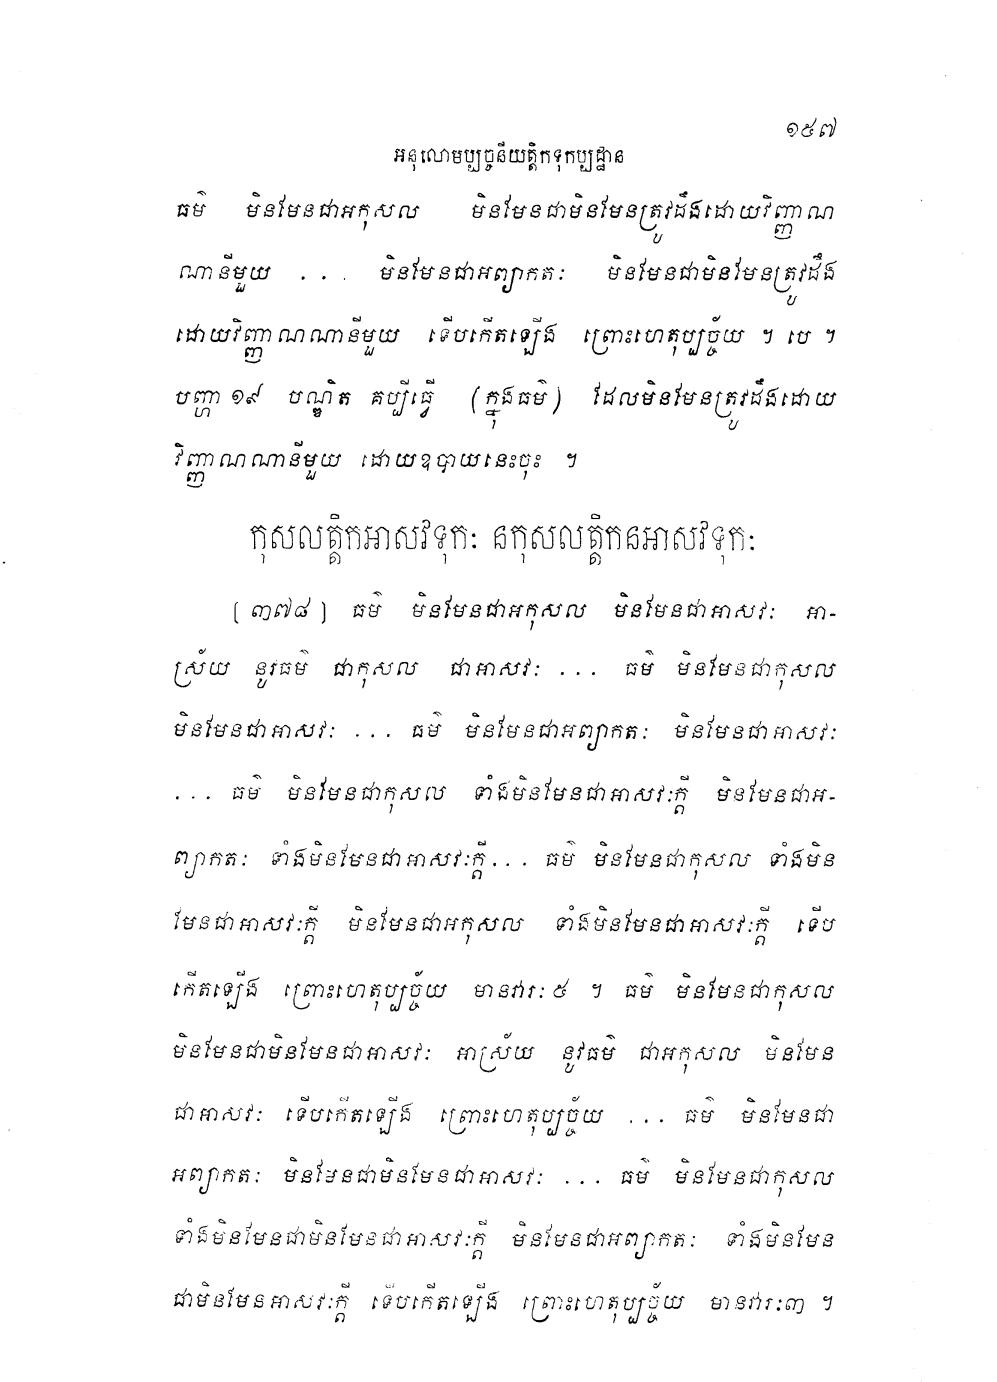 ១៥៧
អនុលោមប្បច្ចនីយត្តិកទុកប្បដ្ឋាន
ធម៌ មិនមែនជាអកុសល មិនមែនជាមិនមែនត្រូវដឹងដោយវិញ្ញាណ
ណានីមួយ ... មិនមែនជាអព្យាកតៈ មិនមែនជាមិនមែនត្រូវដឹង
ដោយវិញ្ញាណណានីមួយ ទើបកើតឡើង ព្រោះហេតុប្បច្ច័យ ។ បេ ។
បញ្ហា ១៩ បណ្ឌិត គប្បីធ្វើ (ក្នុងធម៌) ដែលមិនមែនត្រូវដឹងដោយ
វិញ្ញាណណានីមួយ ដោយឧបាយនេះចុះ ។
កុសលត្តិកអាសវទុកៈ នកុសលត្តិកនអាសវទុកៈ
[៣៧៨] ធម៌ មិនមែនជាអកុសល មិនមែនជាអាសវៈ អា-
ស្រ័យ នូវធម៌ ជាកុសល ជាអាសវៈ ... ធម៌ មិនមែនជាកុសល
មិនមែនជាអាសវៈ ... ធម៌ មិនមែនជាអព្យាកតៈ មិនមែនជាអាសវៈ
... ធម៌ មិនមែនជាកុសល ទាំងមិនមែនជាអាសវៈក្តី មិនមែនជាអ-
ព្យាកតៈ ទាំងមិនមែនជាអាសវៈក្តី ... ធម៌ មិនមែនជាកុសល ទាំងមិន
មែនជាអាសវៈក្តី មិនមែនជាអកុសល ទាំងមិនមែនជាអាសវៈក្តី ទើប
កើតឡើង ព្រោះហេតុប្បច្ច័យ មានវារៈ ៥ ។ ធម៌ មិនមែនជាកុសល
មិនមែនជាមិនមែនជាអាសវៈ អាស្រ័យ នូវធម៌ ជាអកុសល មិនមែន
ជាអាសវៈ ទើបកើតឡើង ព្រោះហេតុប្បច្ច័យ ... ធម៌ មិនមែនជា
អព្យាកតៈ មិនមែនជាមិនមែនជាអាសវៈ ... ធម៌ មិនមែនជាកុសល
ទាំងមិនមែនជាមិនមែនជាអាសវៈក្តី មិនមែនជាអព្យាកតៈ ទាំងមិនមែន
ជាមិនមែនអាសវៈក្តី ទើបកើតឡើង ព្រោះហេតុប្បច្ច័យ មានវារៈ ៣ ។